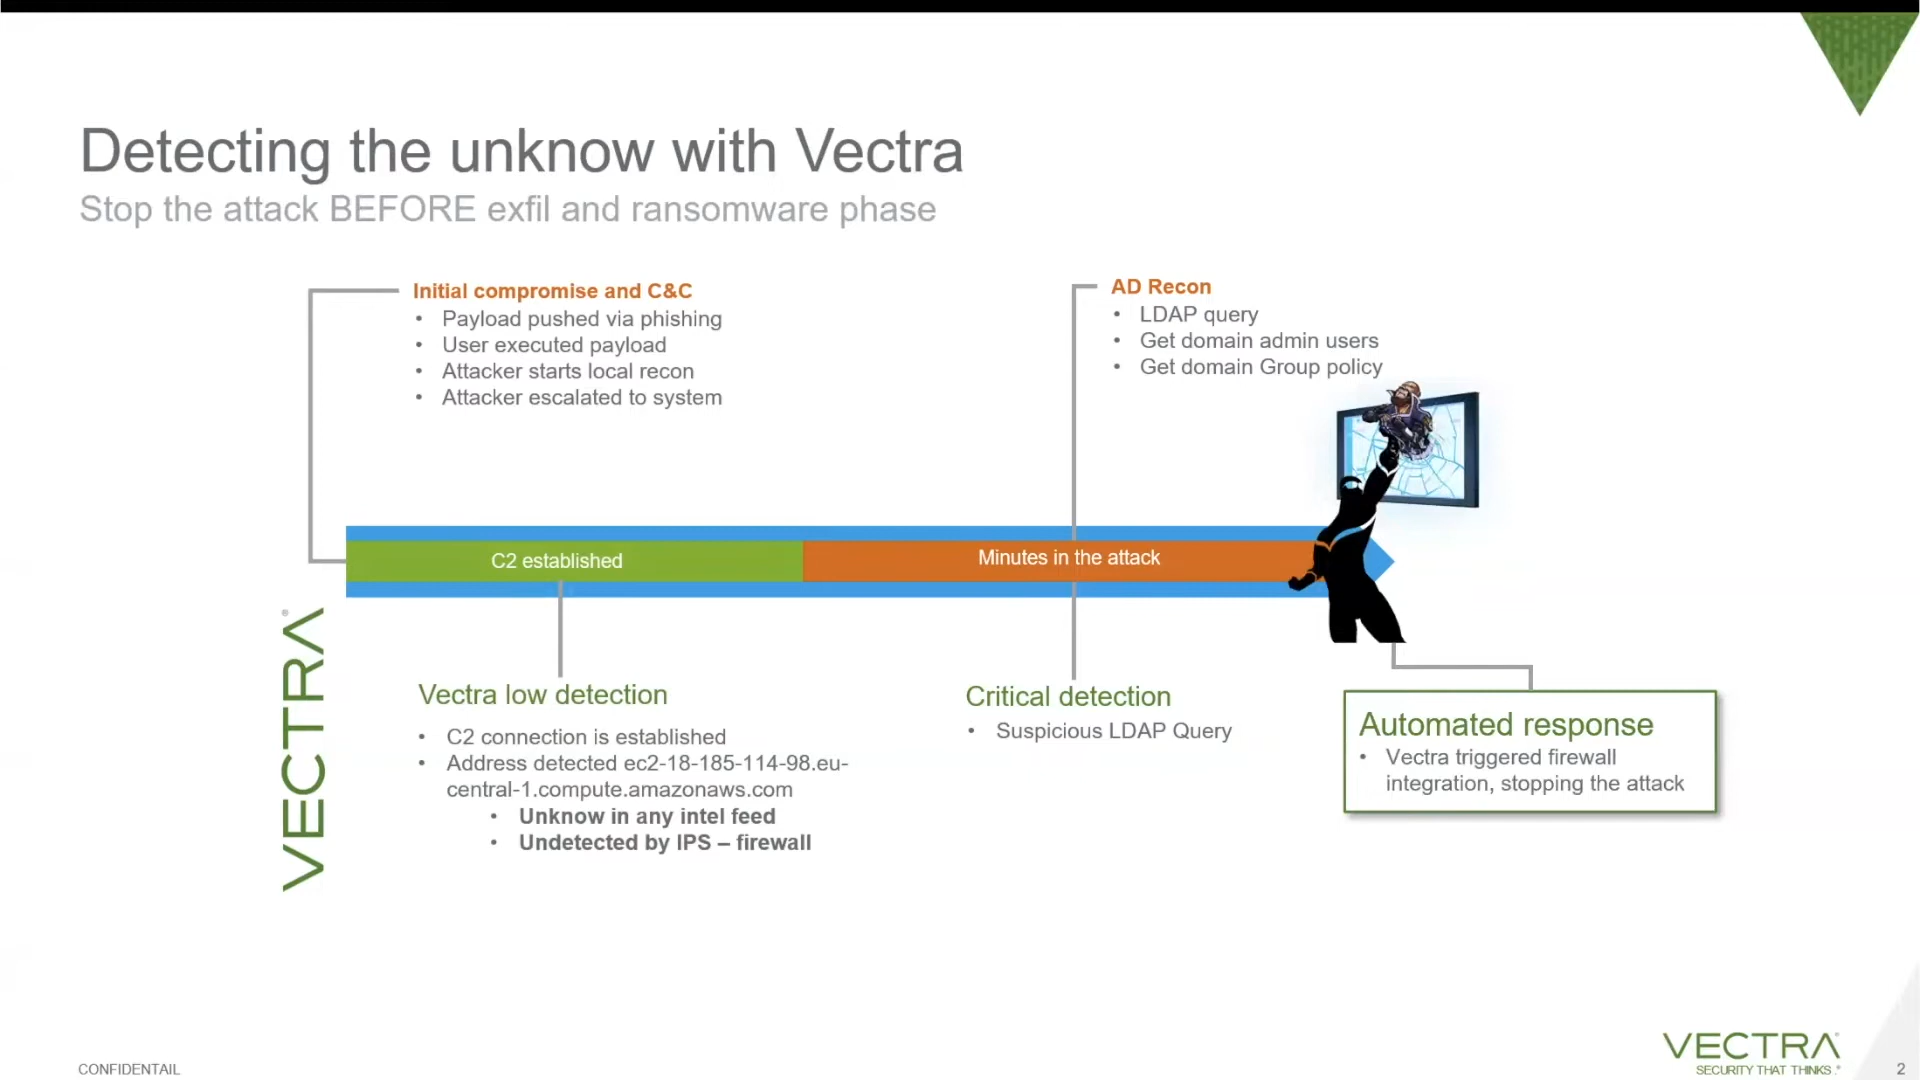 Detecting the unknow with Vectra
Stop the attack BEFORE exfil and ransomware phase
Initial compromise and C&C
• Payload pushed via phishing
• User executed payload
• Attacker starts local recon
• Attacker escalated to system
AD Recon
• LDAP query
• Get domain admin users
• Get domain Group policy
C2 established
Minutes in the attack
VECTRA®
Vectra low detection
• C2 connection is established
• Address detected ec2-18-185-114-98.eu-
central-1.compute.amazonaws.com
• Unknow in any intel feed
• Undetected by IPS – firewall
Critical detection
• Suspicious LDAP Query
Automated response
• Vectra triggered firewall
integration, stopping the attack
CONFIDENTAIL
VECTRA®
SECURITY THAT THINKS.®
2